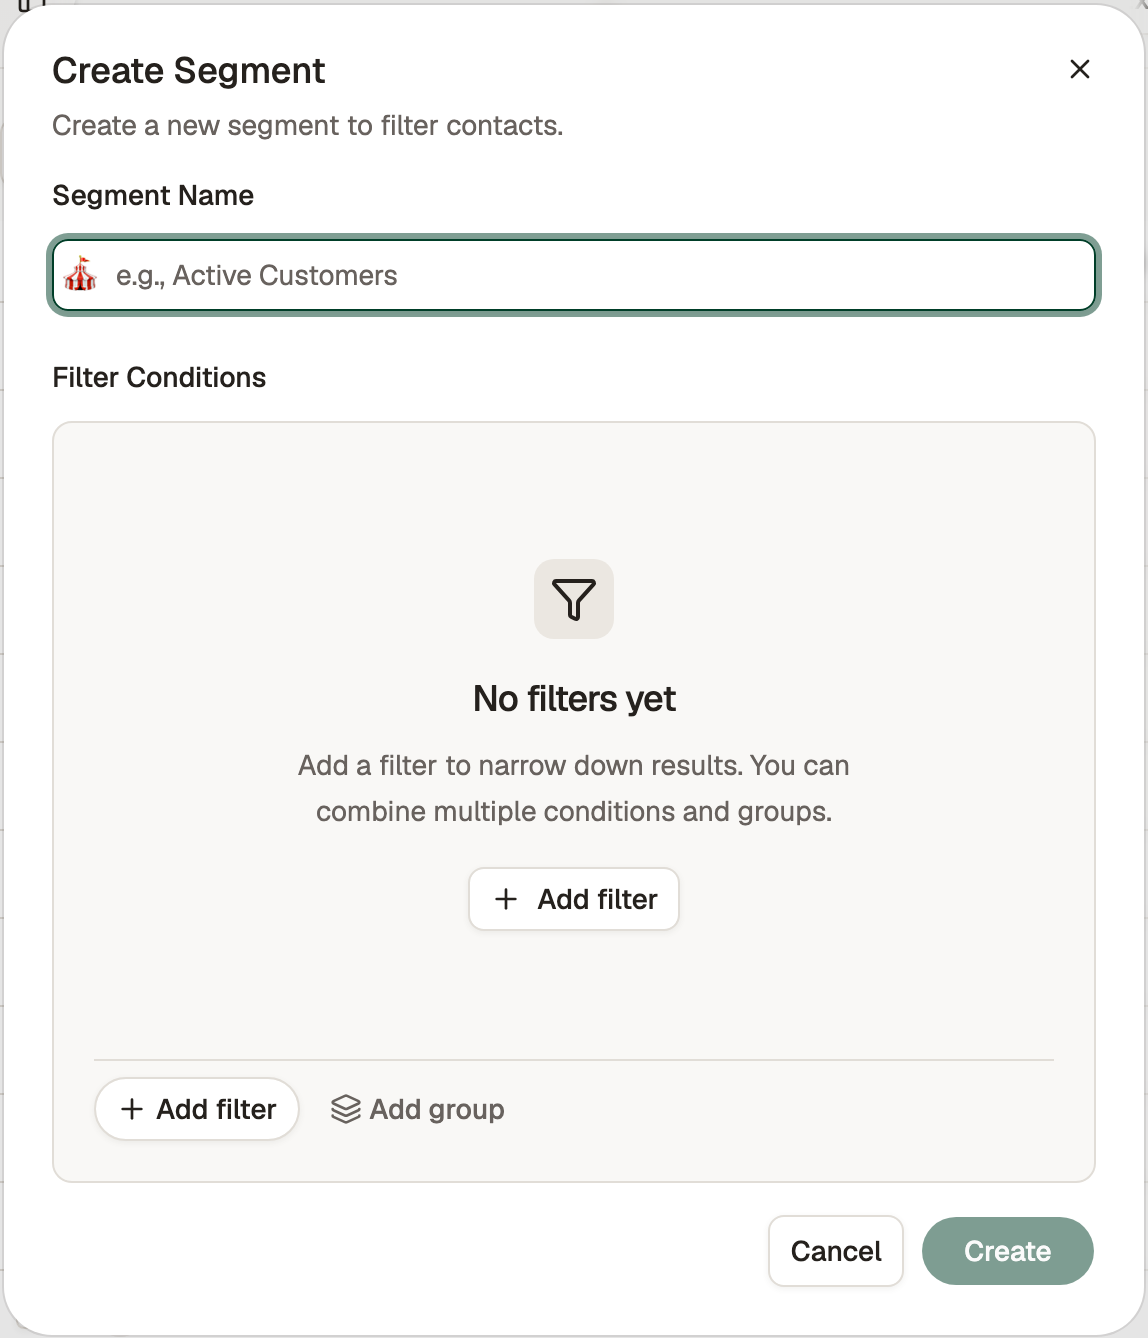 Create Segment
Create a new segment to filter contacts.
Segment Name
e.g., Active Customers
Filter Conditions
No filters yet
Add a filter to narrow down results. You can
combine multiple conditions and groups.
Add filter
Add filter
Add group
Cancel
Create